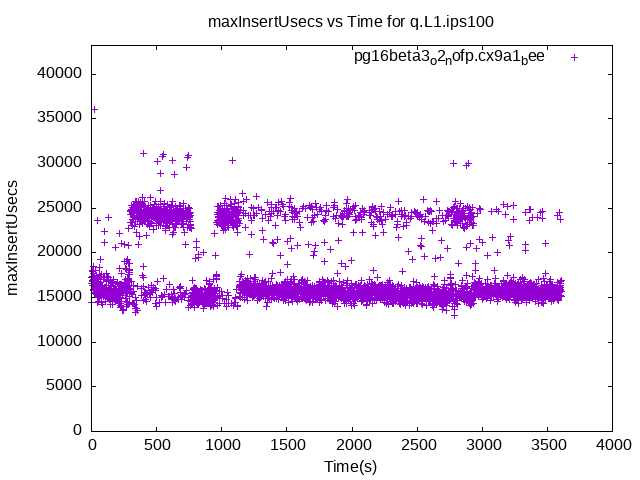 maxInsertUsecs vs Time for q.L1.ips100
pg16beta3o2nofp.cx9a1bee
40000
35000
30000
25000
20000
15000
10000
5000
0
maxInsertUsecs
0 500 1000 1500 2000 2500 3000 3500 4000
Time(s)